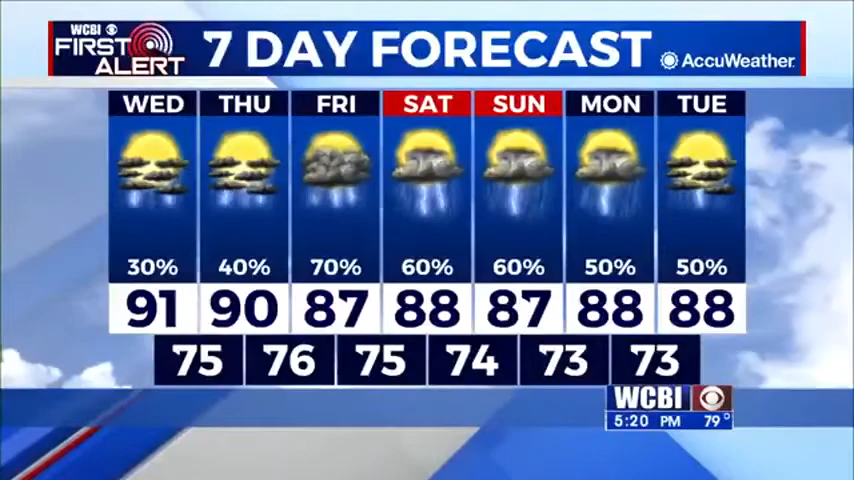 WCBI
FIRST ALERT
7 DAY FORECAST
AccuWeather
WED THU FRI SAT SUN MON TUE
30% 40% 70% 60% 60% 50% 50%
91 90 87 88 87 88 88
75 76 75 74 73 73
WCBI
5:20 PM 79°